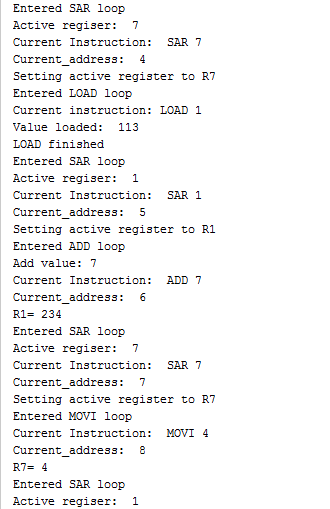 Entered SAR loop
Active regiser:  7
Current Instruction:  SAR 7
Current_address:  4
Setting active register to R7
Entered LOAD loop
Current instruction: LOAD 1
Value loaded:  113
LOAD finished
Entered SAR loop
Active regiser:  1
Current Instruction:  SAR 1
Current_address:  5
Setting active register to R1
Entered ADD loop
Add value: 7
Current Instruction:  ADD 7
Current_address:  6
R1= 234
Entered SAR loop
Active regiser:  7
Current Instruction:  SAR 7
Current_address:  7
Setting active register to R7
Entered MOVI loop
Current Instruction:  MOVI 4
Current_address:  8
R7= 4
Entered SAR loop
Active regiser:  1